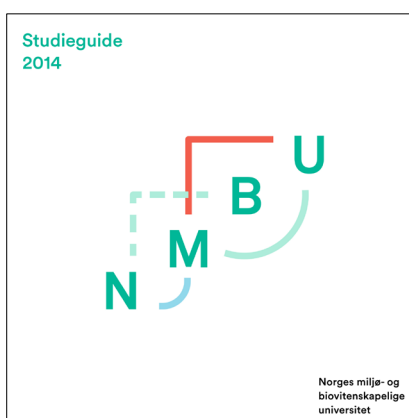 Studieguide
2014
N M B U
Norges miljø- og
biovitenskapelige
universitet